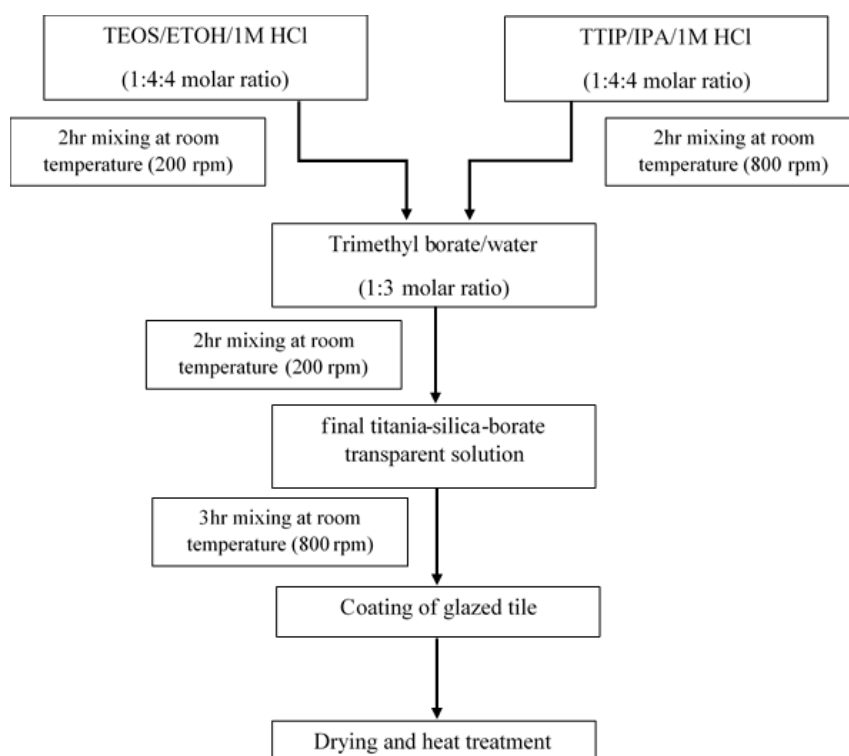 TEOS/ETOH/1M HCl
(1:4:4 molar ratio)
TTIP/IPA/1M HCl
(1:4:4 molar ratio)
2hr mixing at room
temperature (200 rpm)
2hr mixing at room
temperature (800 rpm)
Trimethyl borate/water
(1:3 molar ratio)
2hr mixing at room
temperature (200 rpm)
final titania-silica-borate
transparent solution
3hr mixing at room
temperature (800 rpm)
Coating of glazed tile
Drying and heat treatment